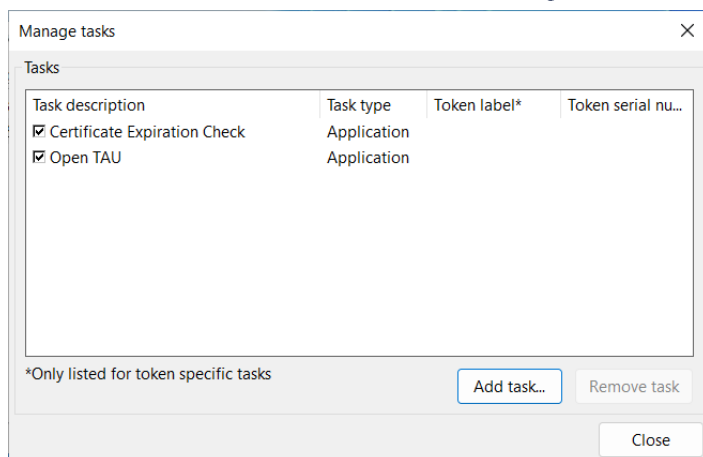 Manage tasks
Tasks
Task description Task type Token label* Token serial nu...
Certificate Expiration Check Application
Open TAU Application
*Only listed for token specific tasks
Add task... Remove task
Close